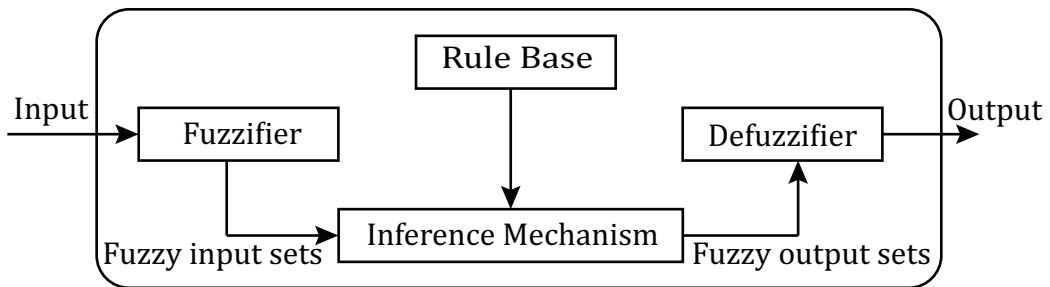 Rule Base
Input
Output
Fuzzifier
Defuzzifier
Inference Mechanism
Fuzzy input sets
Fuzzy output sets